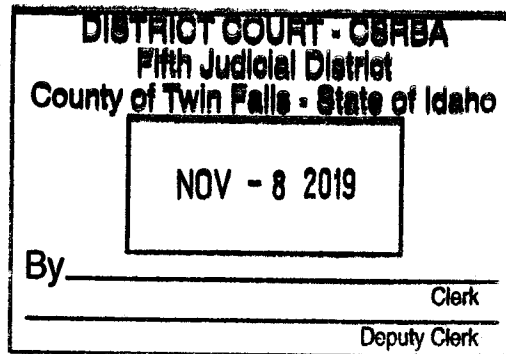 DISTRICT COURT - CSRBA
Fifth Judicial District
County of Twin Falls - State of Idaho
NOV - 8 2019
By
Clerk
Deputy Clerk